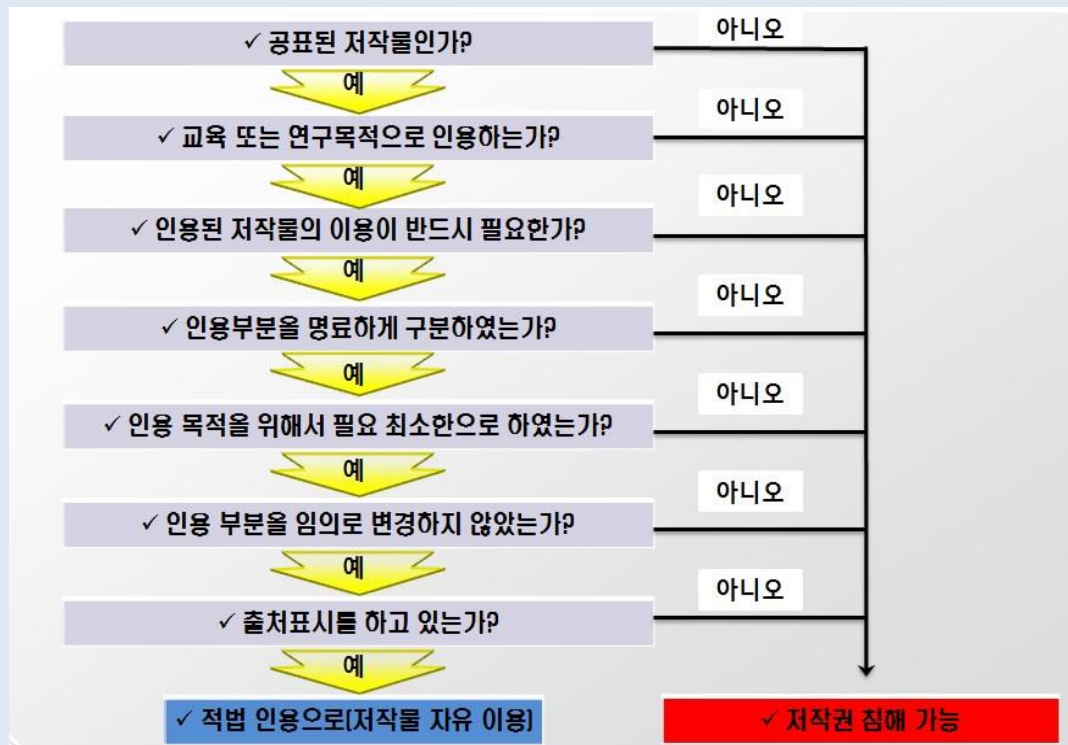 ✓ 공표된 저작물인가?
아니오
예
✓ 교육 또는 연구목적으로 인용하는가?
아니오
예
✓ 인용된 저작물의 이용이 반드시 필요한가?
아니오
예
✓ 인용부분올 명료하게 구분하였는가?
아니오
예
✓ 인용 목적올 위해서 필요 최소한으로 하였는가?
아니오
예
✓ 인용 부분올 임의로 변경하지 않았는가?
아니오
예
✓ 출처표시를 하고 있는가?
아니오
예
✓ 적법 인용으로(저작물 자유 이용)
✓ 저작권 침해 가능